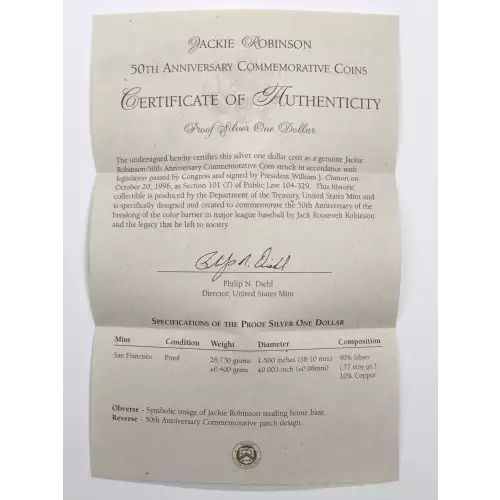 JACKIE ROBINSON
50TH ANNIVERSARY COMMEMORATIVE COINS
CERTIFICATE OF AUTHENTICITY
Proof Silver One Dollar
The undersigned hereby certifies this silver one dollar coin as a genuine Jackie
Robinson 50th Anniversary Commemorative Coin struck in accordance with
legislation passed by Congress and signed by President William J. Clinton on
October 20, 1996, as Section 101 (7) of Public Law 104-329. This historic
collectible is produced by the Department of the Treasury, United States Mint and
is specifically designed and created to commemorate the 50th Anniversary of the
breaking of the color barrier in major league baseball by Jack Roosevelt Robinson
and the legacy that he left to society.
Philip N. Diehl
Philip N. Diehl
Director, United States Mint
SPECIFICATIONS OF THE PROOF SILVER ONE DOLLAR
Mint Condition Weight Diameter Composition
San Francisco Proof 26.730 grams 1.500 inches (38.10 mm) 90% Silver
±0.400 gram ±0.003 inch (±0.08mm) (.77 troy oz.)
10% Copper
Obverse - Symbolic image of Jackie Robinson stealing home base
Reverse - 50th Anniversary Commemorative patch design